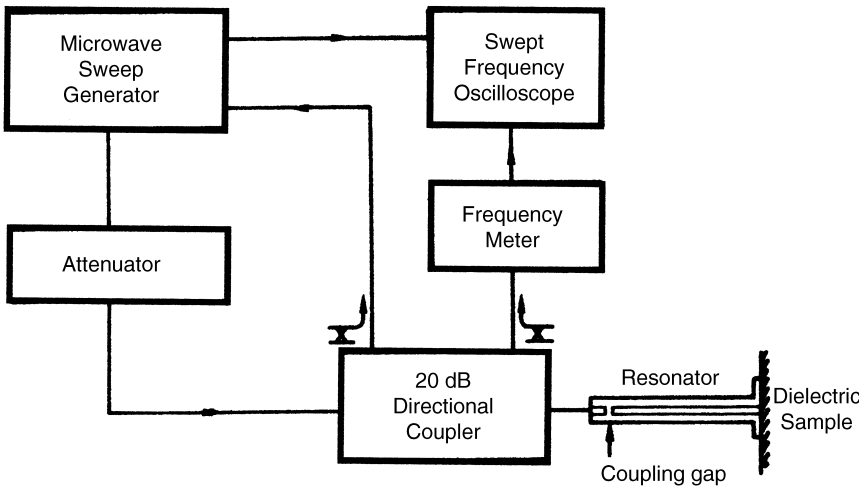 Microwave
Sweep
Generator
Swept
Frequency
Oscilloscope
Frequency
Meter
Attenuator
20 dB
Directional
Coupler
Resonator
Dielectric
Sample
Coupling gap